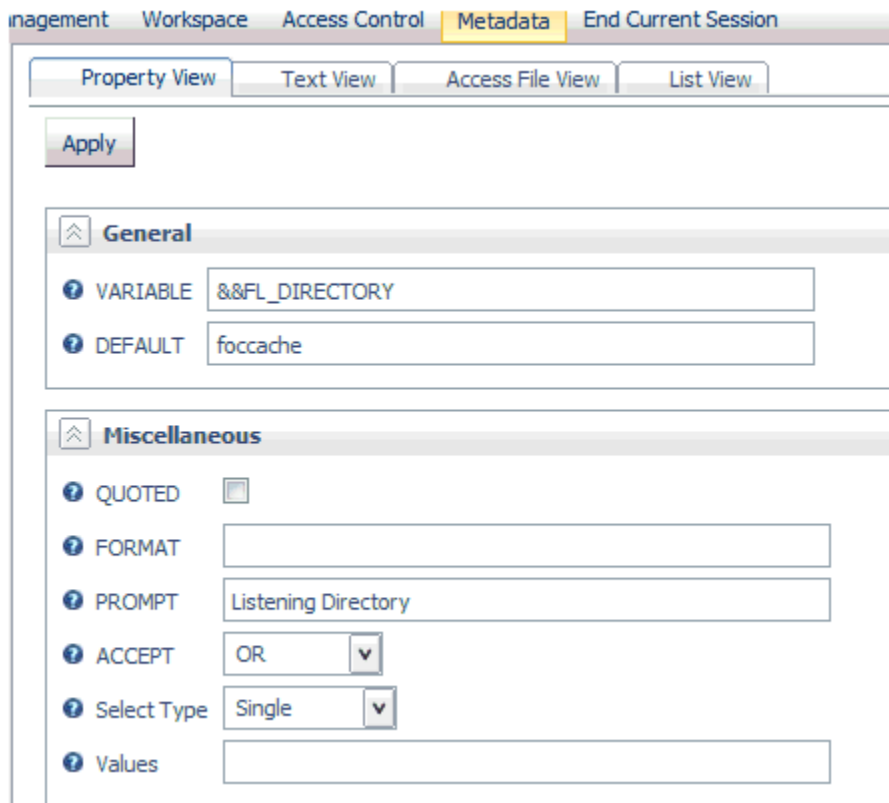 nagement Workspace Access Control Metadata End Current Session
Property View Text View Access File View List View
Apply
General
VARIABLE &&FL_DIRECTORY
DEFAULT foccache
Miscellaneous
QUOTED
FORMAT
PROMPT Listening Directory
ACCEPT OR
Select Type Single
Values